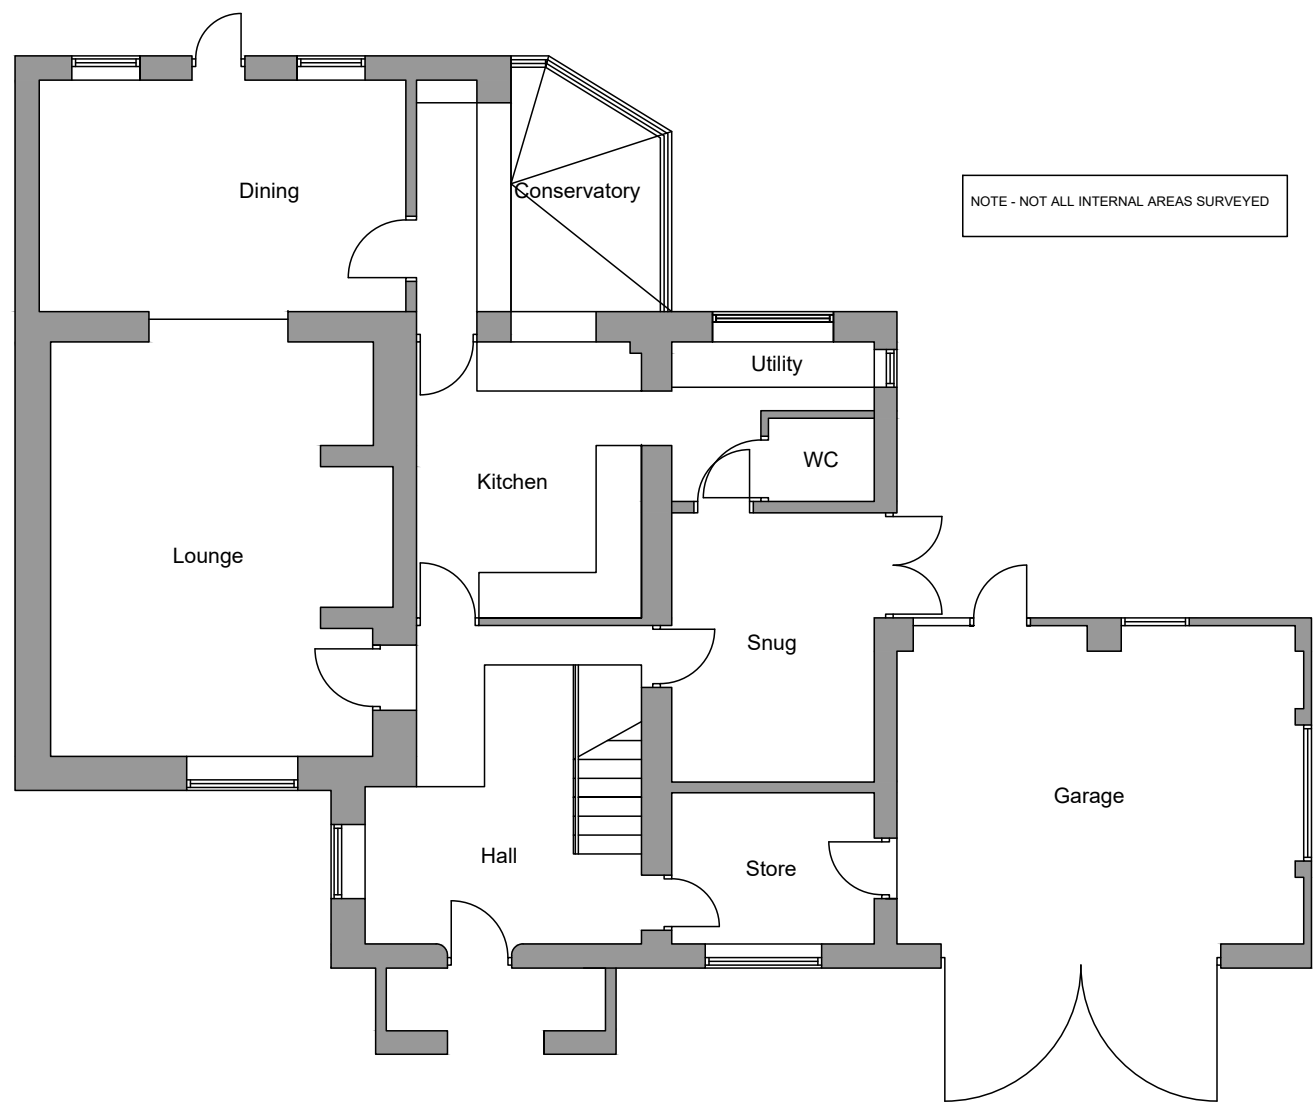 Dining
Conservatory
NOTE - NOT ALL INTERNAL AREAS SURVEYED
Utility
WC
Kitchen
Lounge
Snug
Garage
Hall
Store